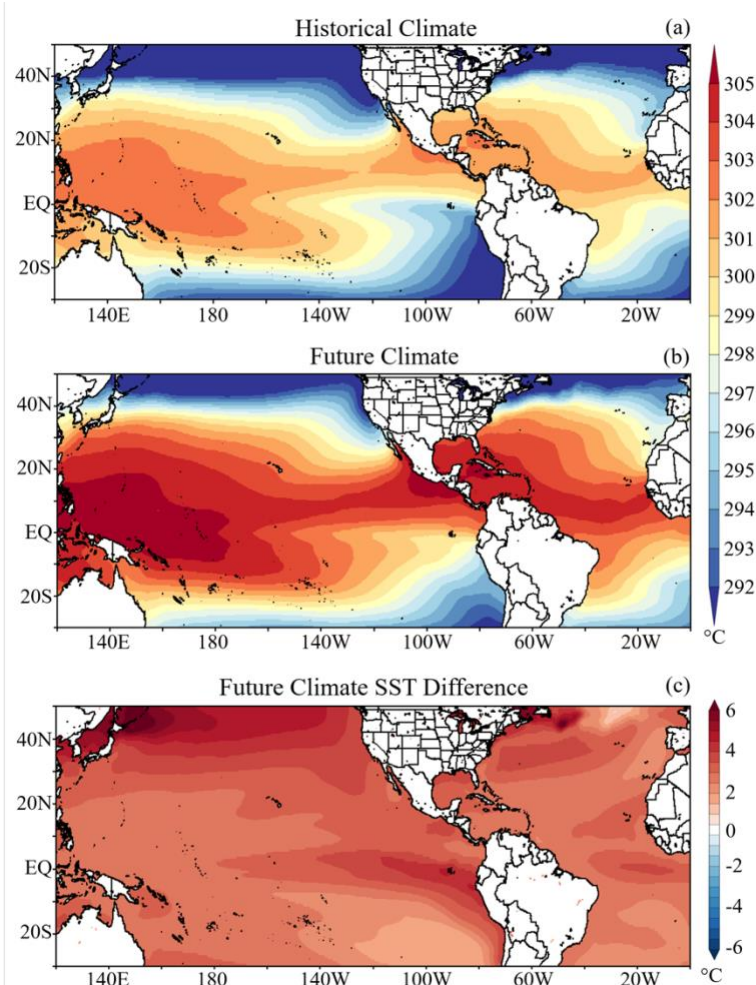 Historical Climate (a)
40N
20N
EQ
20S
140E 180 140W 100W 60W 20W
305
304
303
302
301
300
299
298
297
296
295
294
293
292
°C
Future Climate (b)
40N
20N
EQ
20S
140E 180 140W 100W 60W 20W
Future Climate SST Difference (c)
40N
20N
EQ
20S
140E 180 140W 100W 60W 20W
6
4
2
0
-2
-4
-6
°C